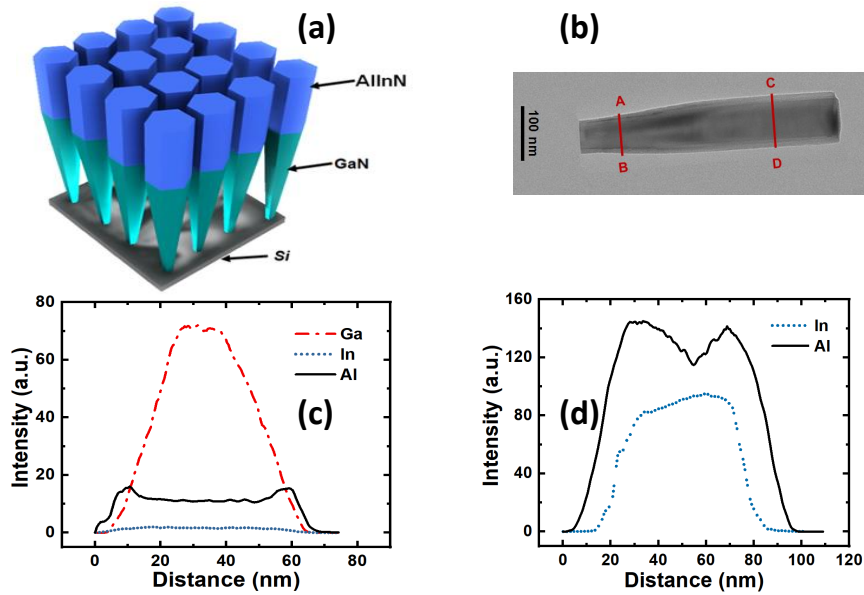 (a)
AlInN
GaN
Si
(b)
100 nm
A
B
C
D
(c)
Intensity (a.u.)
80
60
40
20
0
Ga
In
Al
0 20 40 60 80
Distance (nm)
(d)
Intensity (a.u.)
160
120
80
40
0
In
Al
0 20 40 60 80 100 120
Distance (nm)